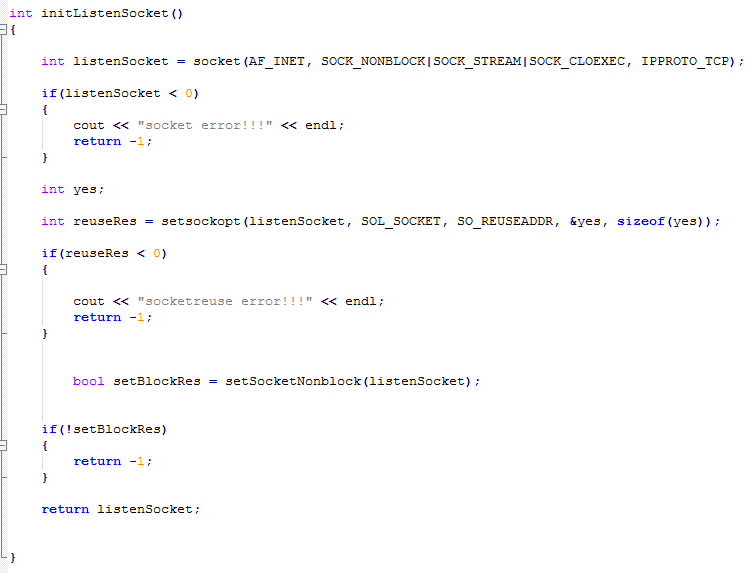 int initListenSocket()
{
int listenSocket = socket(AF_INET, SOCK_NONBLOCK|SOCK_STREAM|SOCK_CLOEXEC, IPPROTO_TCP);
if(listenSocket < 0)
{
cout << "socket error!!!" << endl;
return -1;
}
int yes;
int reuseRes = setsockopt(listenSocket, SOL_SOCKET, SO_REUSEADDR, &yes, sizeof(yes));
if(reuseRes < 0)
{
cout << "socketreuse error!!!" << endl;
return -1;
}
bool setBlockRes = setSocketNonblock(listenSocket);
if(!setBlockRes)
{
return -1;
}
return listenSocket;
}